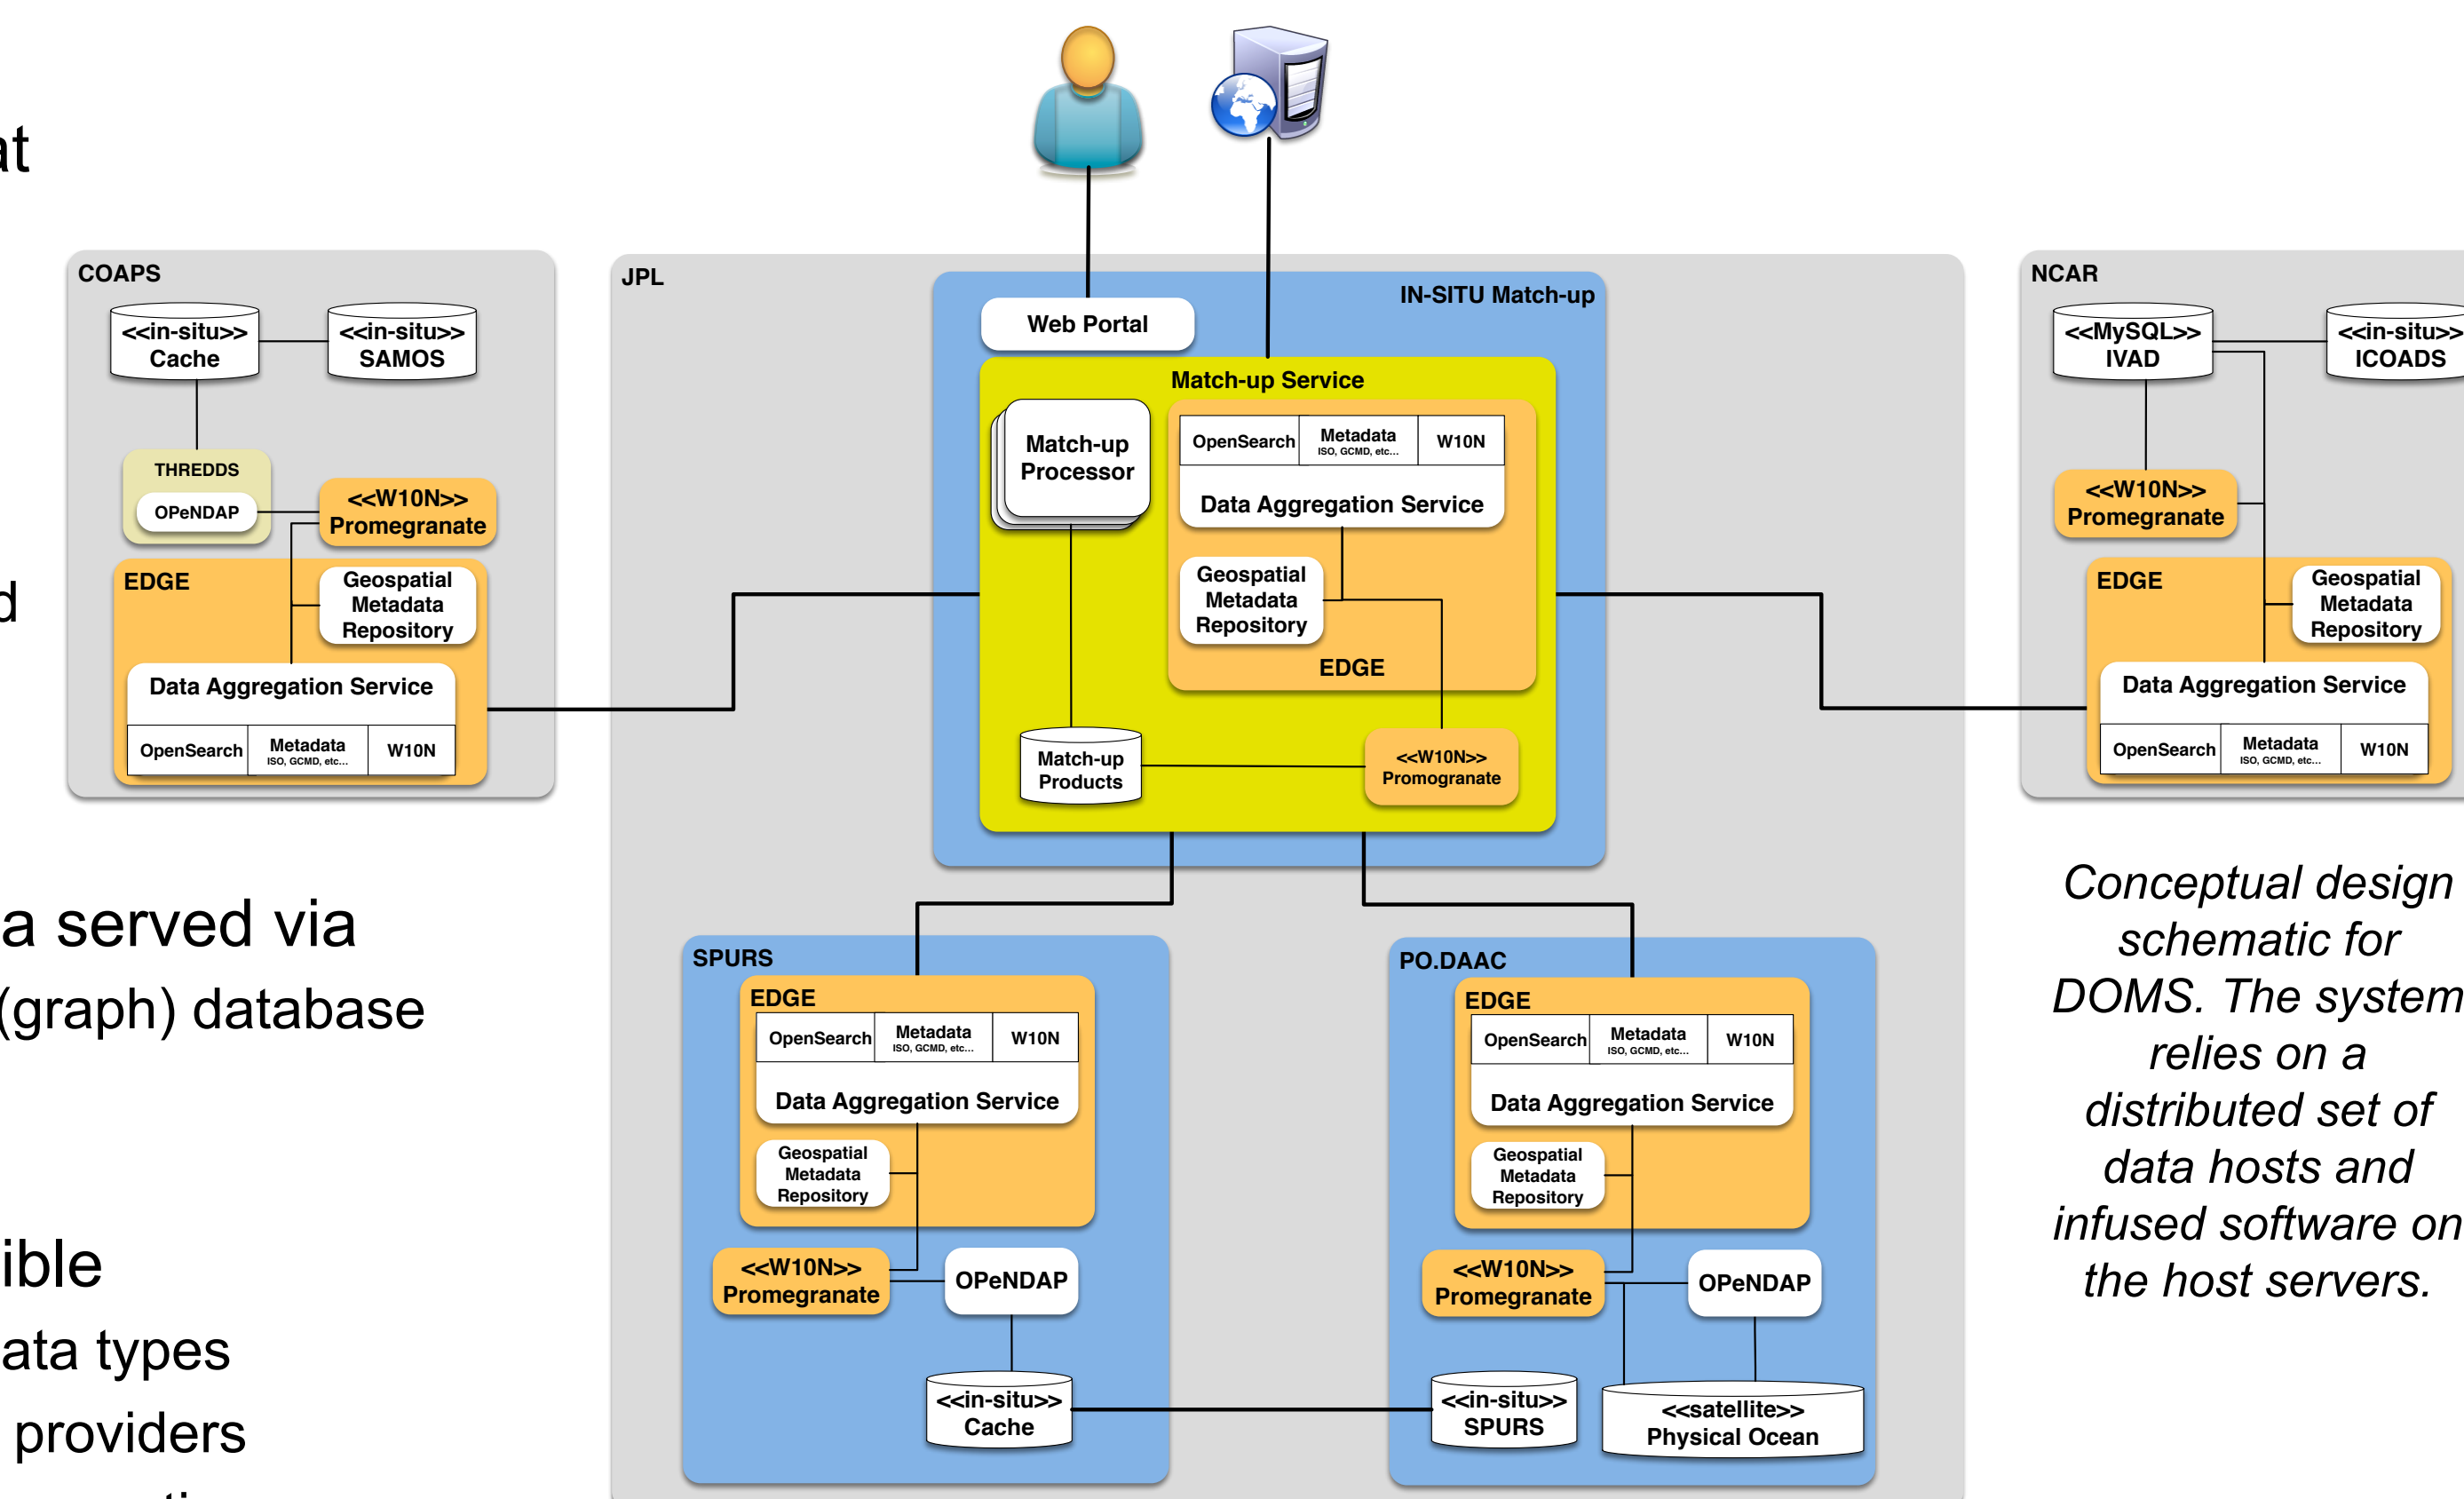 at
d
a served via
(graph) database
ible
ata types
providers
COAPS
<<in-situ>>
Cache
<<in-situ>>
SAMOS
THREDDS
OPeNDAP
<<W10N>>
Promegranate
EDGE
Geospatial
Metadata
Repository
Data Aggregation Service
OpenSearch
Metadata
ISO, GCMD, etc...
W10N
JPL
IN-SITU Match-up
Web Portal
Match-up Service
Match-up
Processor
OpenSearch
Metadata
ISO, GCMD, etc...
W10N
Data Aggregation Service
Geospatial
Metadata
Repository
EDGE
Match-up
Products
<<W10N>>
Promogranate
SPURS
EDGE
OpenSearch
Metadata
ISO, GCMD, etc...
W10N
Data Aggregation Service
Geospatial
Metadata
Repository
<<W10N>>
Promegranate
OPeNDAP
<<in-situ>>
Cache
PO.DAAC
EDGE
OpenSearch
Metadata
ISO, GCMD, etc...
W10N
Data Aggregation Service
Geospatial
Metadata
Repository
<<W10N>>
Promegranate
OPeNDAP
<<in-situ>>
SPURS
<<satellite>>
Physical Ocean
NCAR
<<MySQL>>
IVAD
<<in-situ>>
ICOADS
<<W10N>>
Promegranate
EDGE
Geospatial
Metadata
Repository
Data Aggregation Service
OpenSearch
Metadata
ISO, GCMD, etc...
W10N
Conceptual design
schematic for
DOMS. The system
relies on a
distributed set of
data hosts and
infused software on
the host servers.